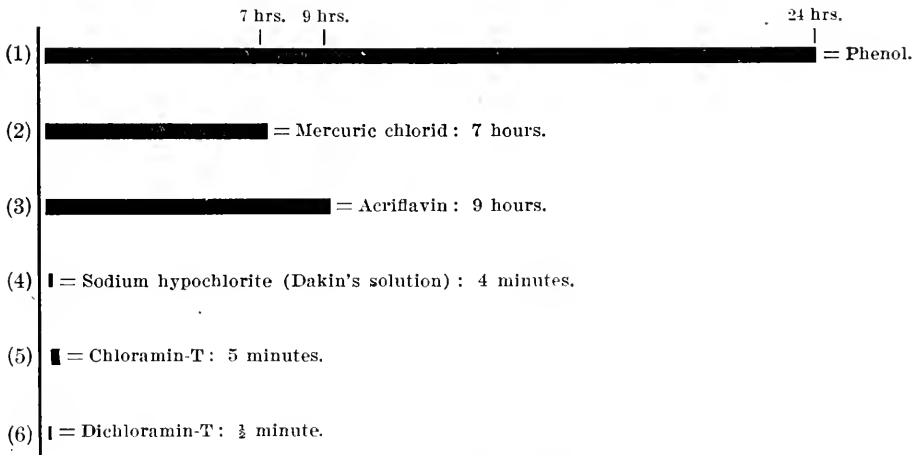 7 hrs. 9 hrs. 24 hrs.
(1) = Phenol.
(2) = Mercuric chlorid: 7 hours.
(3) = Acriflavin: 9 hours.
(4) = Sodium hypochlorite (Dakin's solution): 4 minutes.
(5) = Chloramin-T: 5 minutes.
(6) = Dichloramin-T: ½ minute.